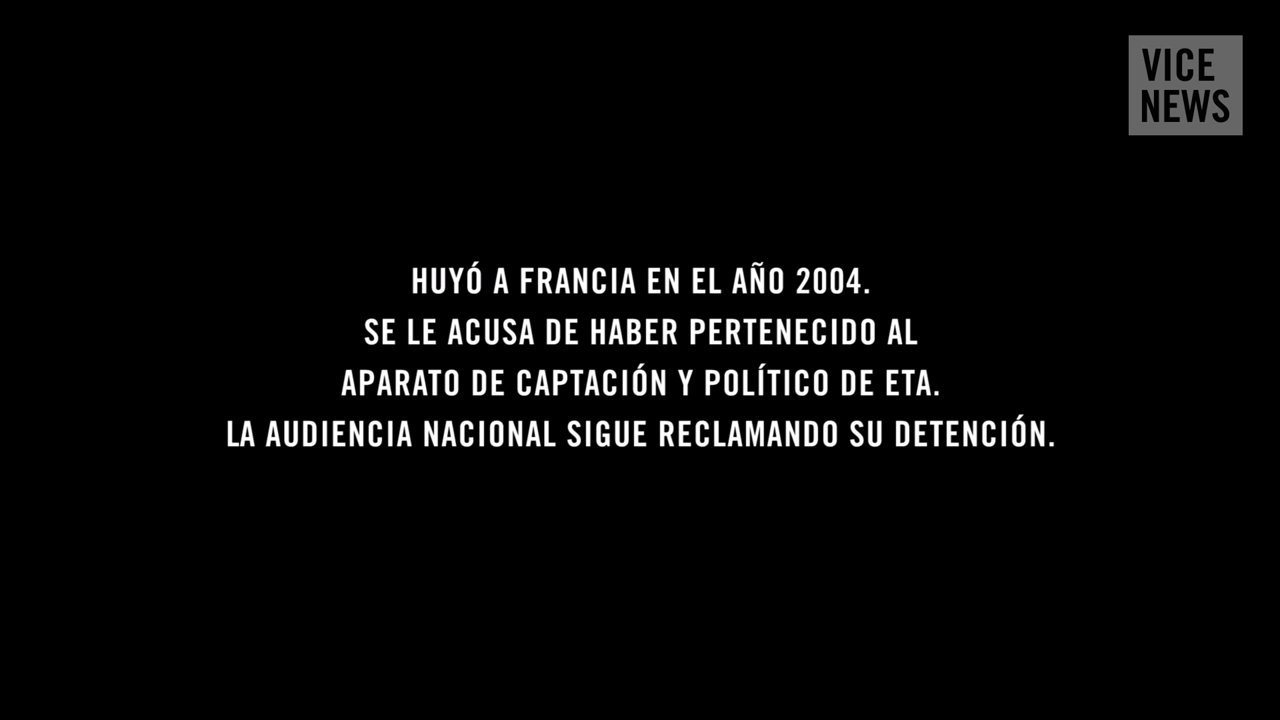 VICE
NEWS
HUYÓ A FRANCIA EN EL AÑO 2004.
SE LE ACUSA DE HABER PERTENECIDO AL
APARATO DE CAPTACIÓN Y POLÍTICO DE ETA.
LA AUDIENCIA NACIONAL SIGUE RECLAMANDO SU DETENCIÓN.